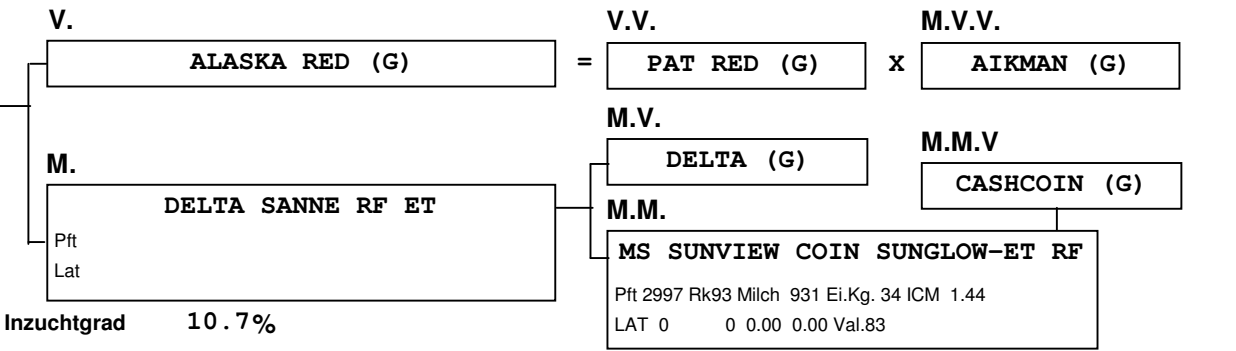 V.
V.V.
M.V.V.
ALASKA RED (G)
=
PAT RED (G)
X
AIKMAN (G)
M.V.
DELTA (G)
M.M.V
CASHCOIN (G)
M.
DELTA SANNE RF ET
Pft
Lat
M.M.
MS SUNVIEW COIN SUNGLOW-ET RF
Pft 2997 Rk93 Milch 931 Ei.Kg. 34 ICM 1.44
LAT 0 0 0.00 0.00 Val.83
Inzuchtgrad 10.7%